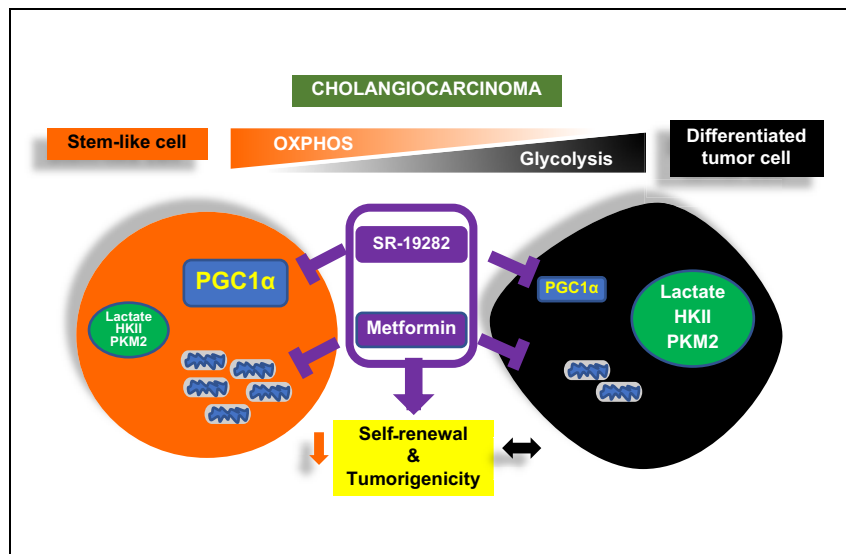 CHOLANGIOCARCINOMA
Stem-like cell
OXPHOS
Glycolysis
Differentiated
tumor cell
SR-19282
PGC1α
Lactate
HKII
PKM2
Metformin
PGC1α
Lactate
HKII
PKM2
Self-renewal
&
Tumorigenicity